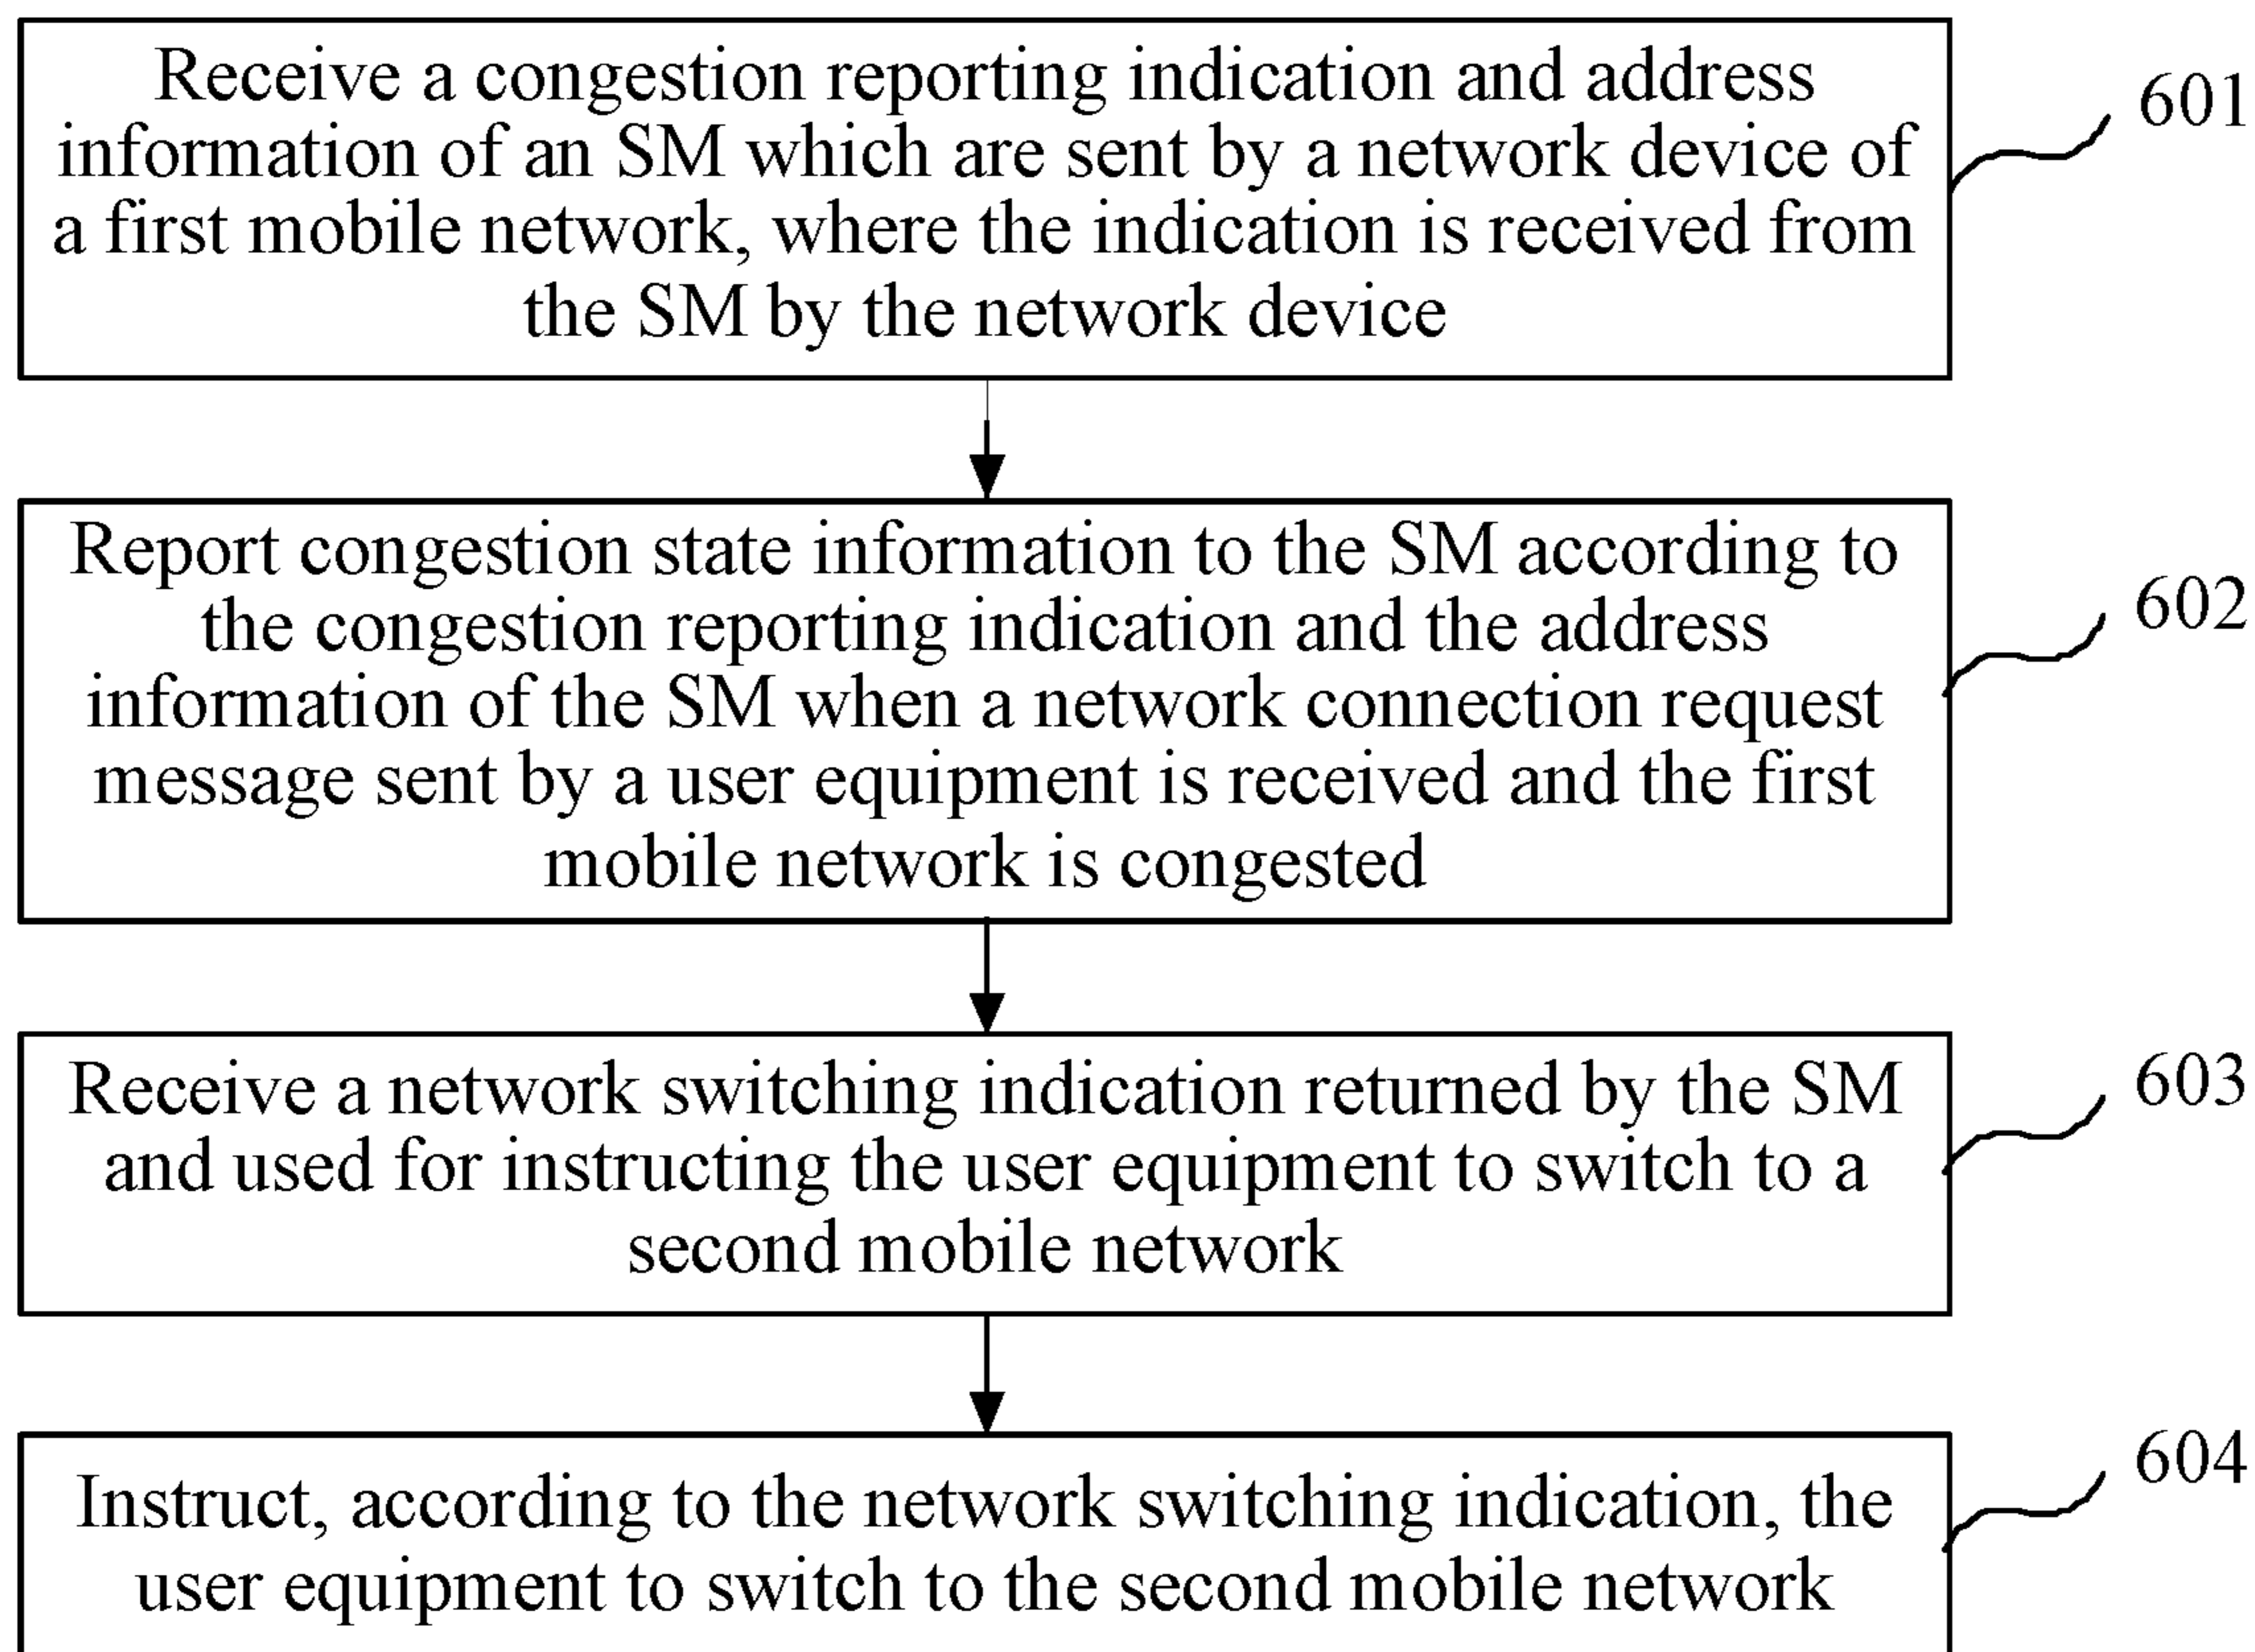 Receive a congestion reporting indication and address
information of an SM which are sent by a network device of
a first mobile network, where the indication is received from
the SM by the network device
601
Report congestion state information to the SM according to
the congestion reporting indication and the address
information of the SM when a network connection request
message sent by a user equipment is received and the first
mobile network is congested
602
Receive a network switching indication returned by the SM
and used for instructing the user equipment to switch to a
second mobile network
603
Instruct, according to the network switching indication, the
user equipment to switch to the second mobile network
604